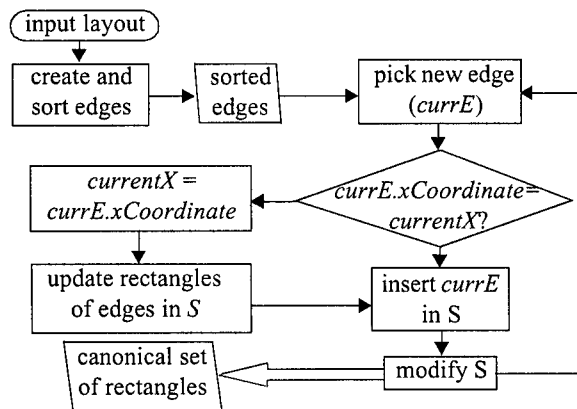 input layout
create and
sort edges
sorted
edges
pick new edge
(currE)
currE.xCoordinate=
currentX?
currentX =
currE.xCoordinate
update rectangles
of edges in S
insert currE
in S
modify S
canonical set
of rectangles